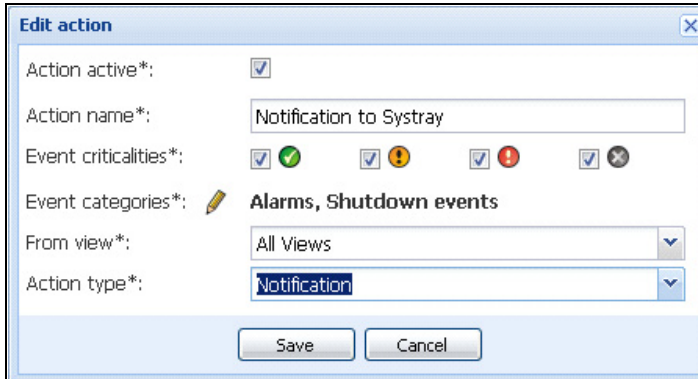 Edit action
Action active*:
Action name*: Notification to Systray
Event criticalities*:
Event categories*: Alarms, Shutdown events
From view*: All Views
Action type*: Notification
Save Cancel